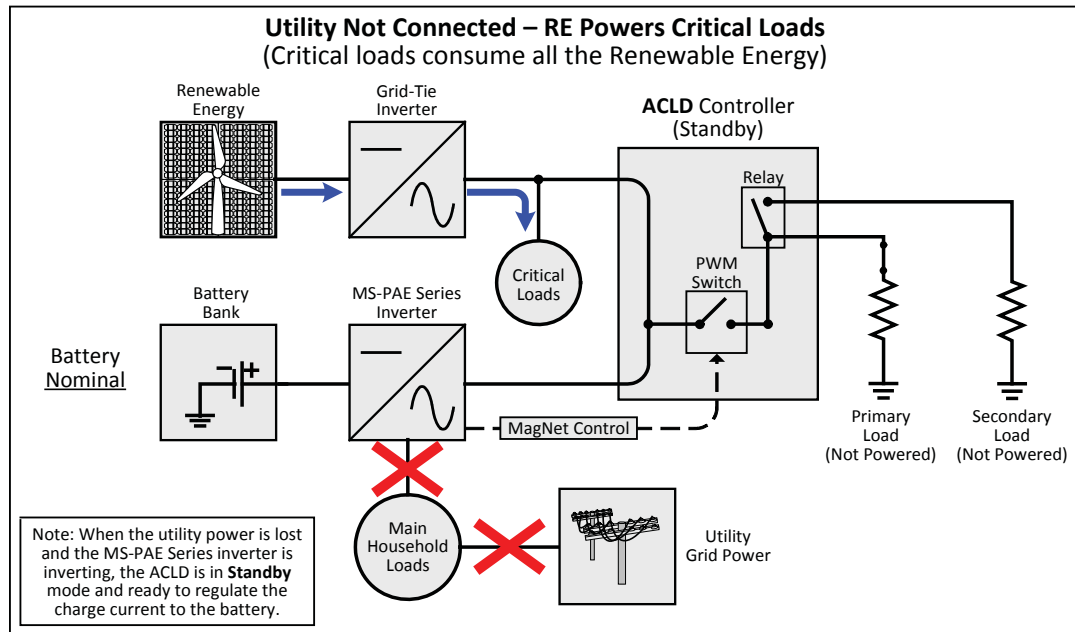 Utility Not Connected – RE Powers Critical Loads
(Critical loads consume all the Renewable Energy)
Renewable
Energy
Grid-Tie
Inverter
ACLD Controller
(Standby)
Relay
Critical
Loads
PWM
Switch
Battery
Bank
MS-PAE Series
Inverter
Battery
Nominal
MagNet Control
Primary
Load
(Not Powered)
Secondary
Load
(Not Powered)
Main
Household
Loads
Utility
Grid Power
Note: When the utility power is lost
and the MS-PAE Series inverter is
inverting, the ACLD is in Standby
mode and ready to regulate the
charge current to the battery.